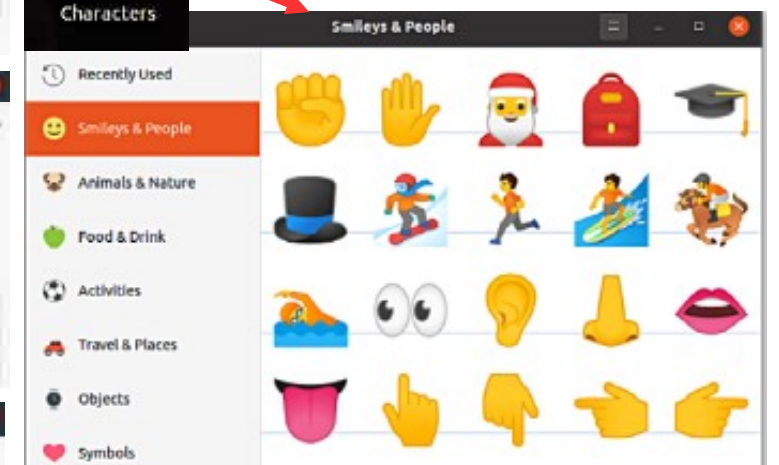 Characters
Smileys & People
Recently Used
Smileys & People
Animals & Nature
Food & Drink
Activities
Travel & Places
Objects
Symbols